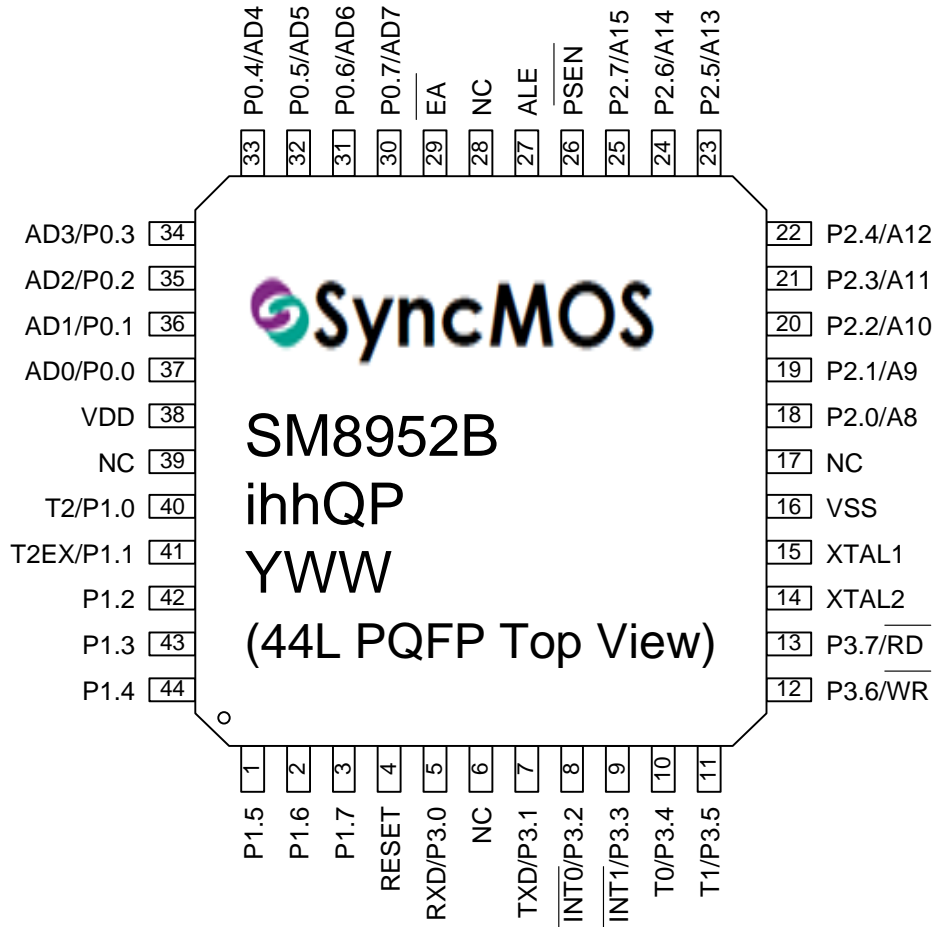 P0.4/AD4
P0.5/AD5
P0.6/AD6
P0.7/AD7
EA
NC
ALE
PSEN
P2.7/A15
P2.6/A14
P2.5/A13
33
32
31
30
29
28
27
26
25
24
23
AD3/P0.3 34
AD2/P0.2 35
AD1/P0.1 36
AD0/P0.0 37
VDD 38
NC 39
T2/P1.0 40
T2EX/P1.1 41
P1.2 42
P1.3 43
P1.4 44
SyncMOS
SM8952B
ihhQP
YWW
(44L PQFP Top View)
22 P2.4/A12
21 P2.3/A11
20 P2.2/A10
19 P2.1/A9
18 P2.0/A8
17 NC
16 VSS
15 XTAL1
14 XTAL2
13 P3.7/RD
12 P3.6/WR
1
2
3
4
5
6
7
8
9
10
11
P1.5
P1.6
P1.7
RESET
RXD/P3.0
NC
TXD/P3.1
INT0/P3.2
INT1/P3.3
T0/P3.4
T1/P3.5